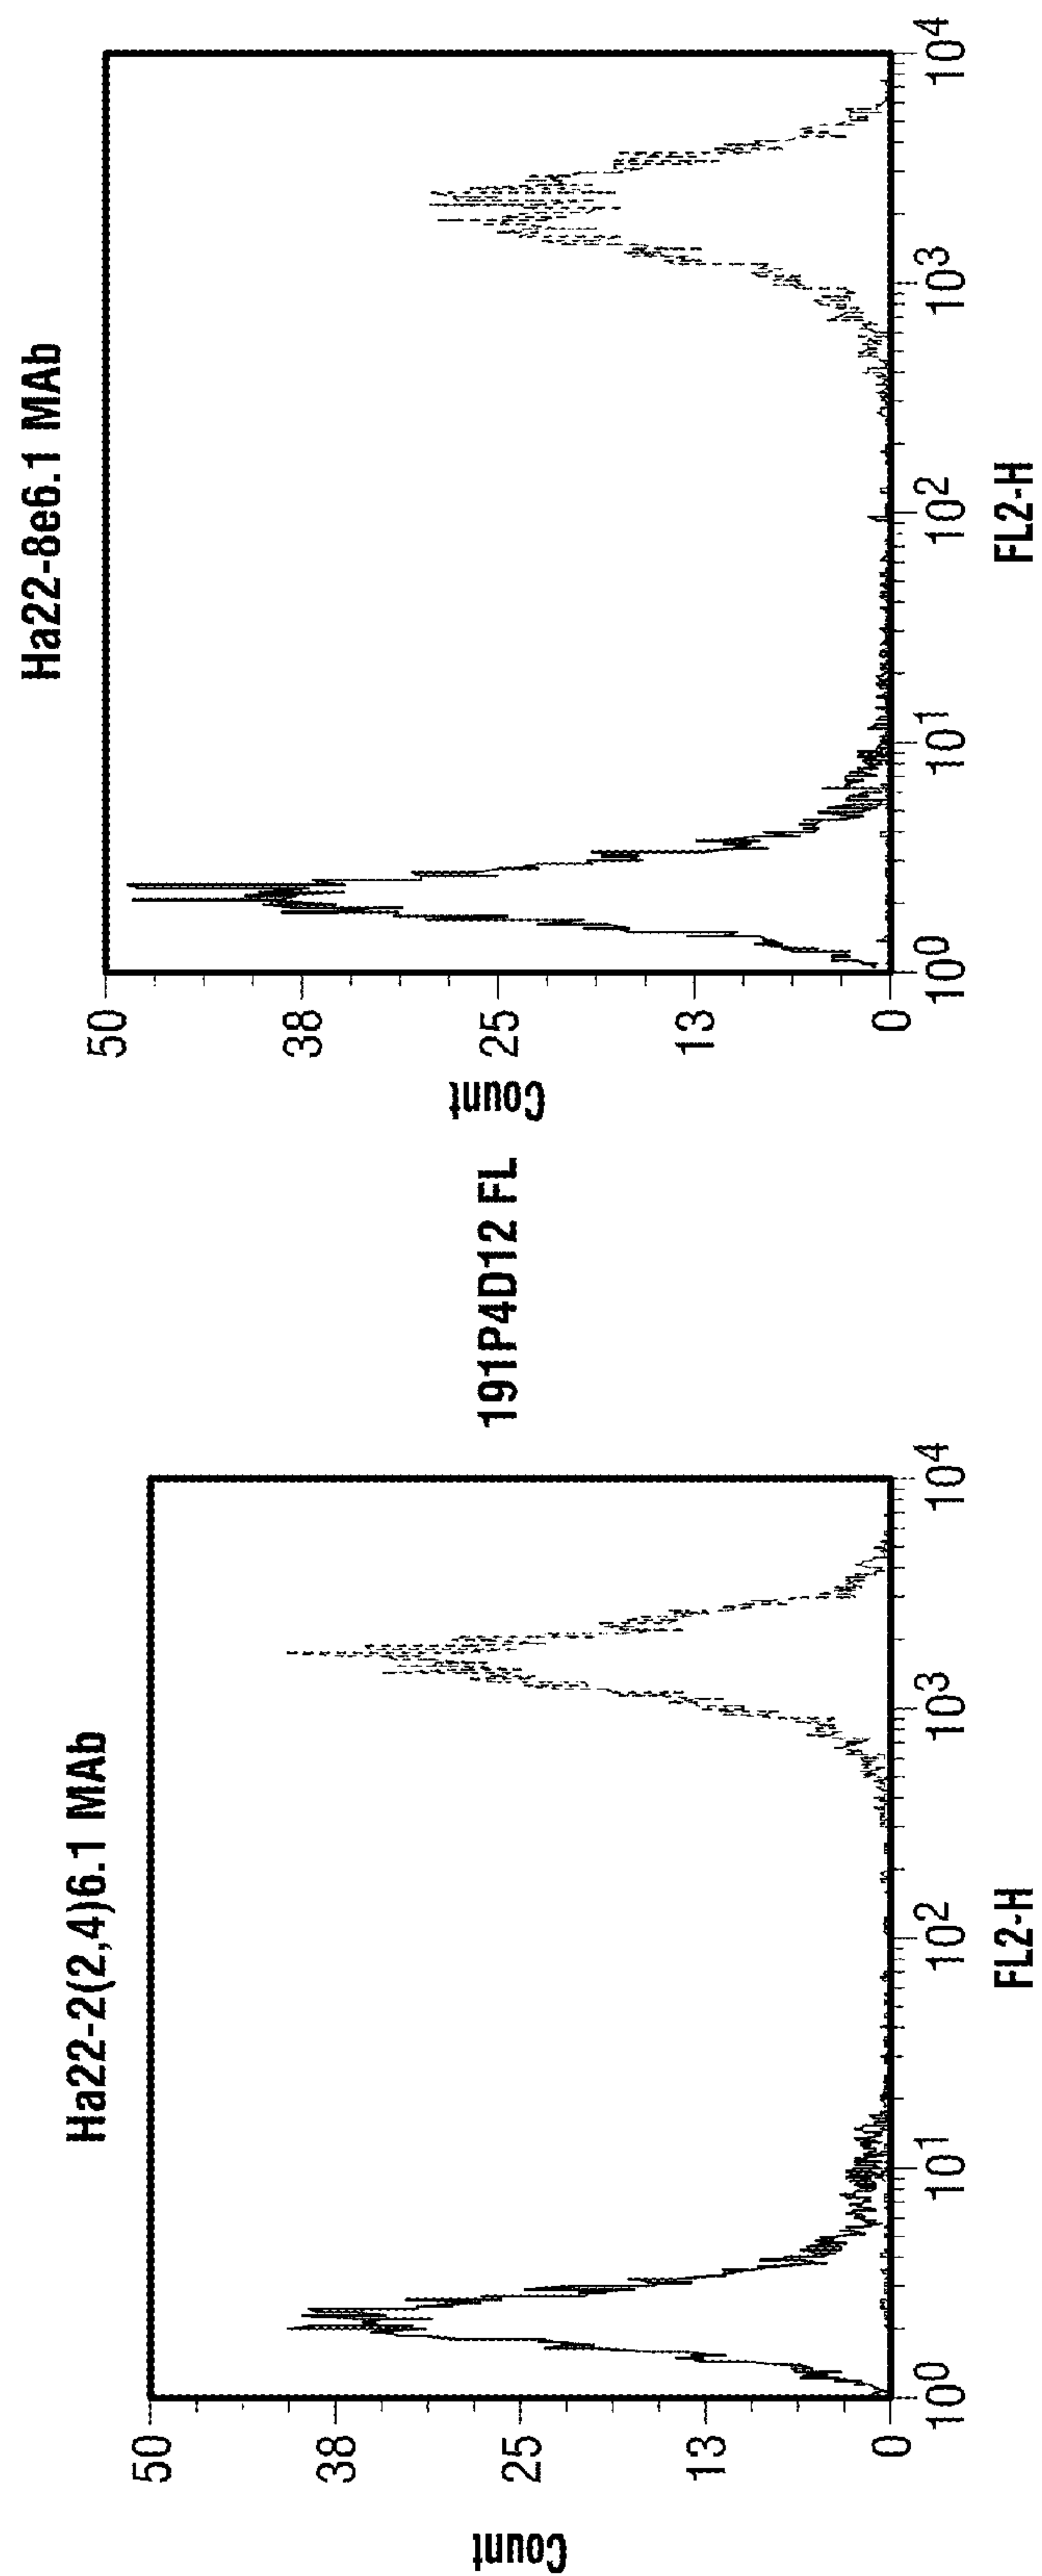 Ha22-2(2,4)6.1 MAb
Count
50
38
25
13
0
10⁰
10¹
10²
10³
10⁴
FL2-H
191P4D12 FL
Ha22-8e6.1 MAb
Count
50
38
25
13
0
10⁰
10¹
10²
10³
10⁴
FL2-H